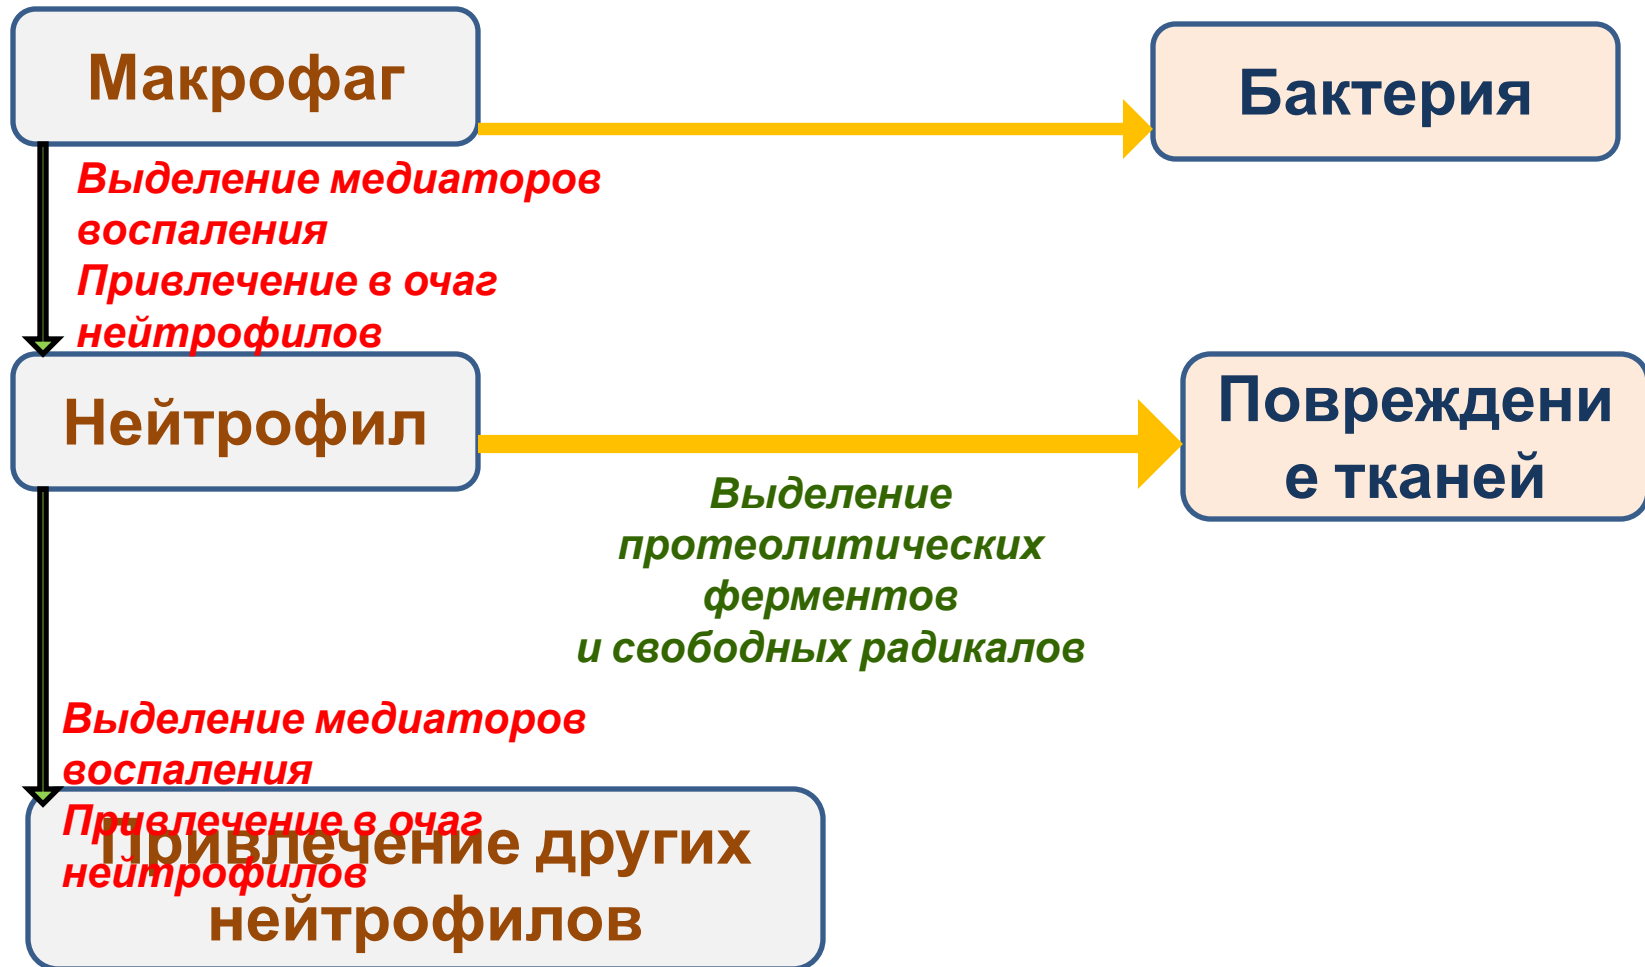 Макрофаг
Бактерия
Выделение медиаторов
воспаления
Привлечение в очаг
нейтрофилов
Нейтрофил
Повреждени
е тканей
Выделение
протеолитических
ферментов
и свободных радикалов
Выделение медиаторов
воспаления
Привлечение в очаг
нейтрофилов
Привлечение других
нейтрофилов